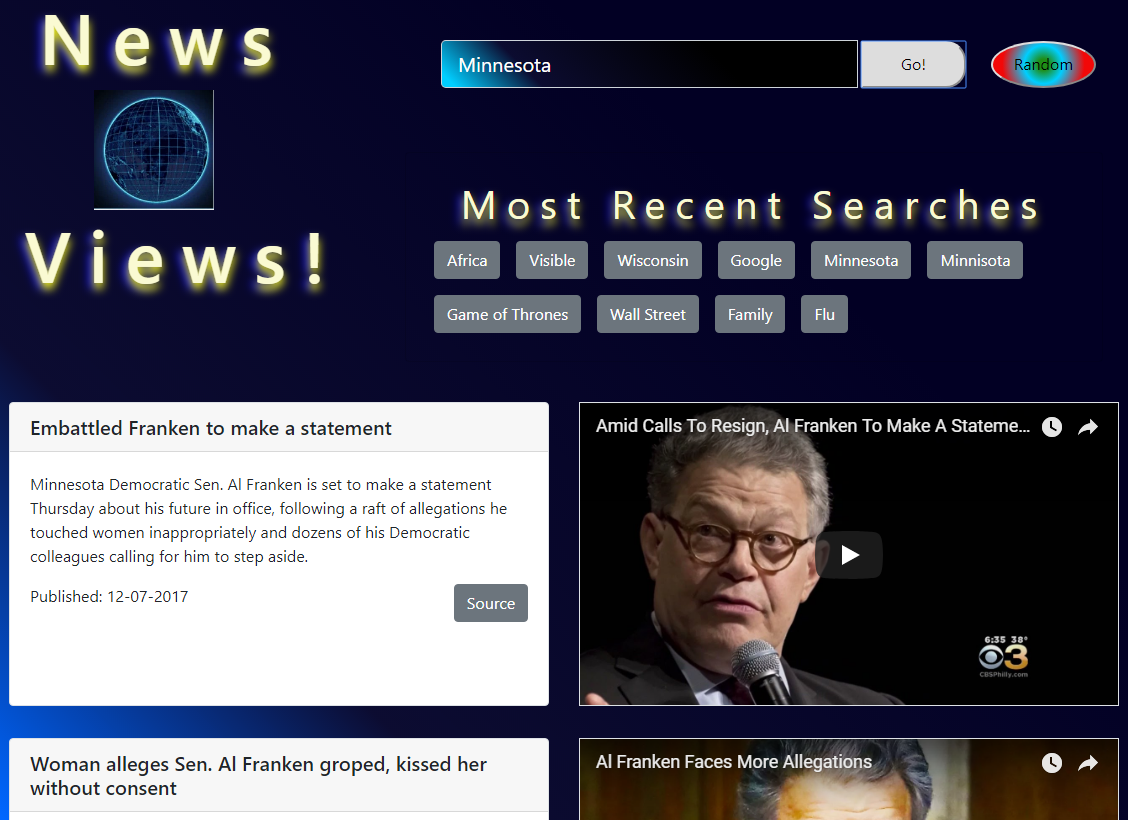 News
Views!
Minnesota
Go!
Random
Most Recent Searches
Africa
Visible
Wisconsin
Google
Minnesota
Minnisota
Game of Thrones
Wall Street
Family
Flu
Embattled Franken to make a statement
Minnesota Democratic Sen. Al Franken is set to make a statement
Thursday about his future in office, following a raft of allegations he
touched women inappropriately and dozens of his Democratic
colleagues calling for him to step aside.
Published: 12-07-2017
Source
Amid Calls To Resign, Al Franken To Make A Stateme...
6:35 38°
3
CBSPhilly.com
Woman alleges Sen. Al Franken groped, kissed her
without consent
Al Franken Faces More Allegations